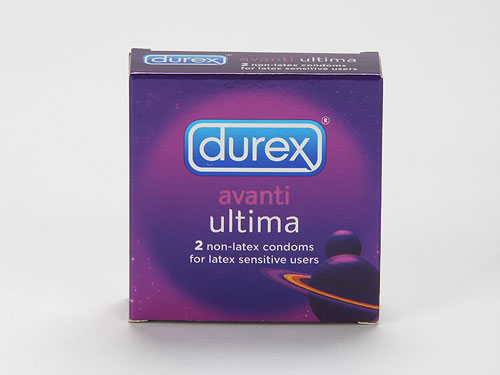 durex
avanti ultima
2 non-latex condoms
for latex sensitive users
durex®
avanti
ultima
2 non-latex condoms
for latex sensitive users